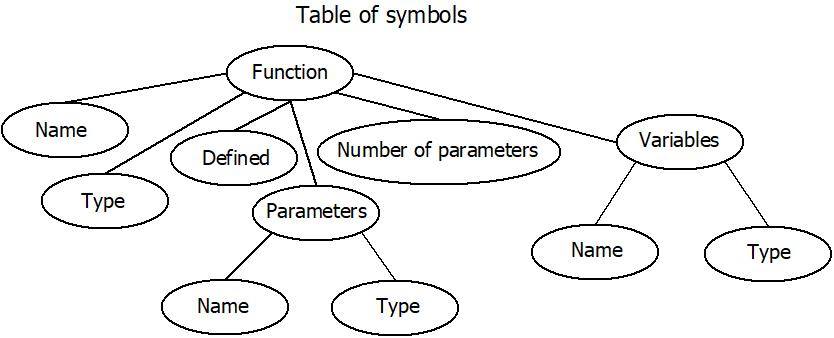 Table of symbols
Function
Name
Defined
Number of parameters
Variables
Type
Parameters
Name
Type
Name
Type